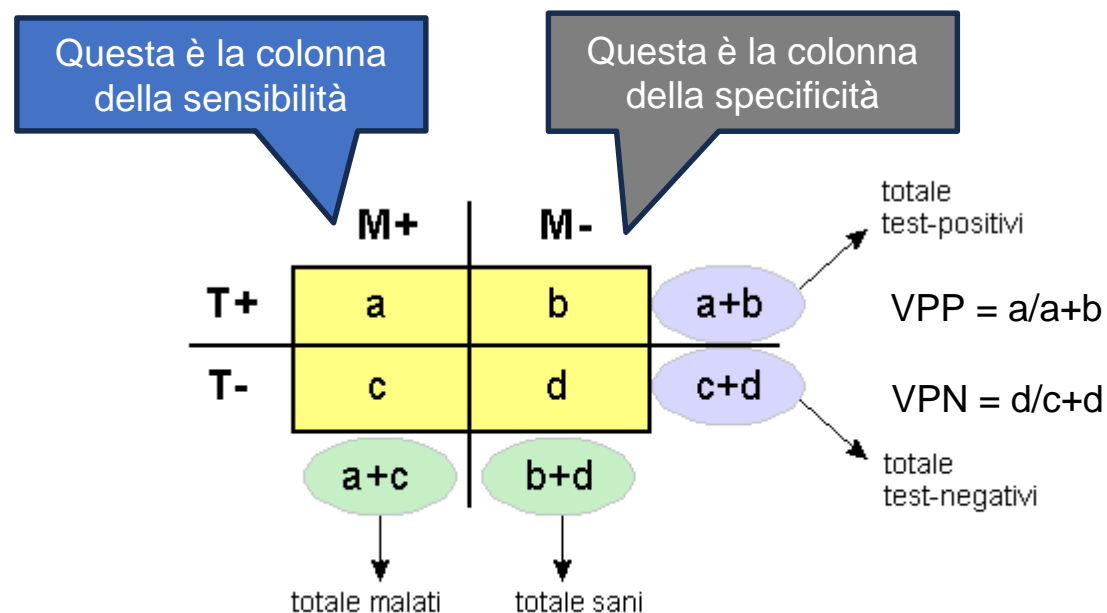 Questa è la colonna
della sensibilità
Questa è la colonna
della specificità
totale
test-positivi
M+ M-
T+ a b a+b VPP = a/a+b
T- c d c+d VPN = d/c+d
a+c b+d
totale
test-negativi
totale malati totale sani